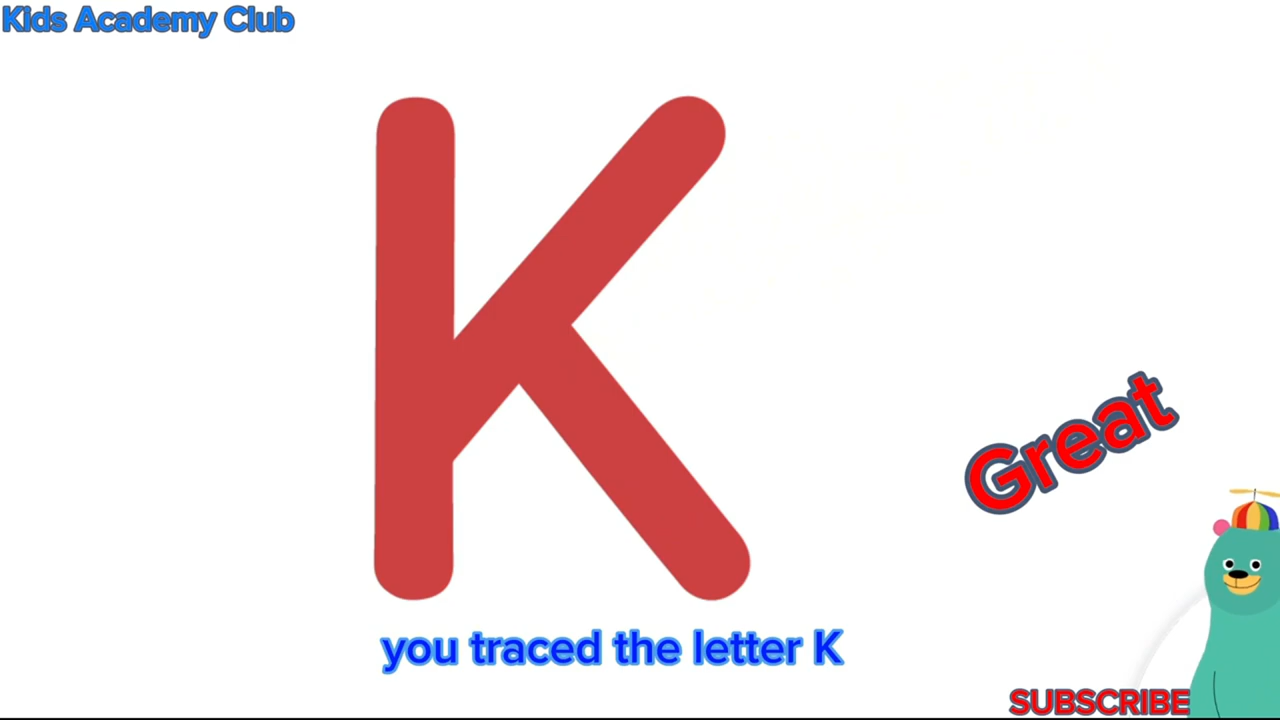 Kids Academy Club
K
Great
you traced the letter K
SUBSCRIBE